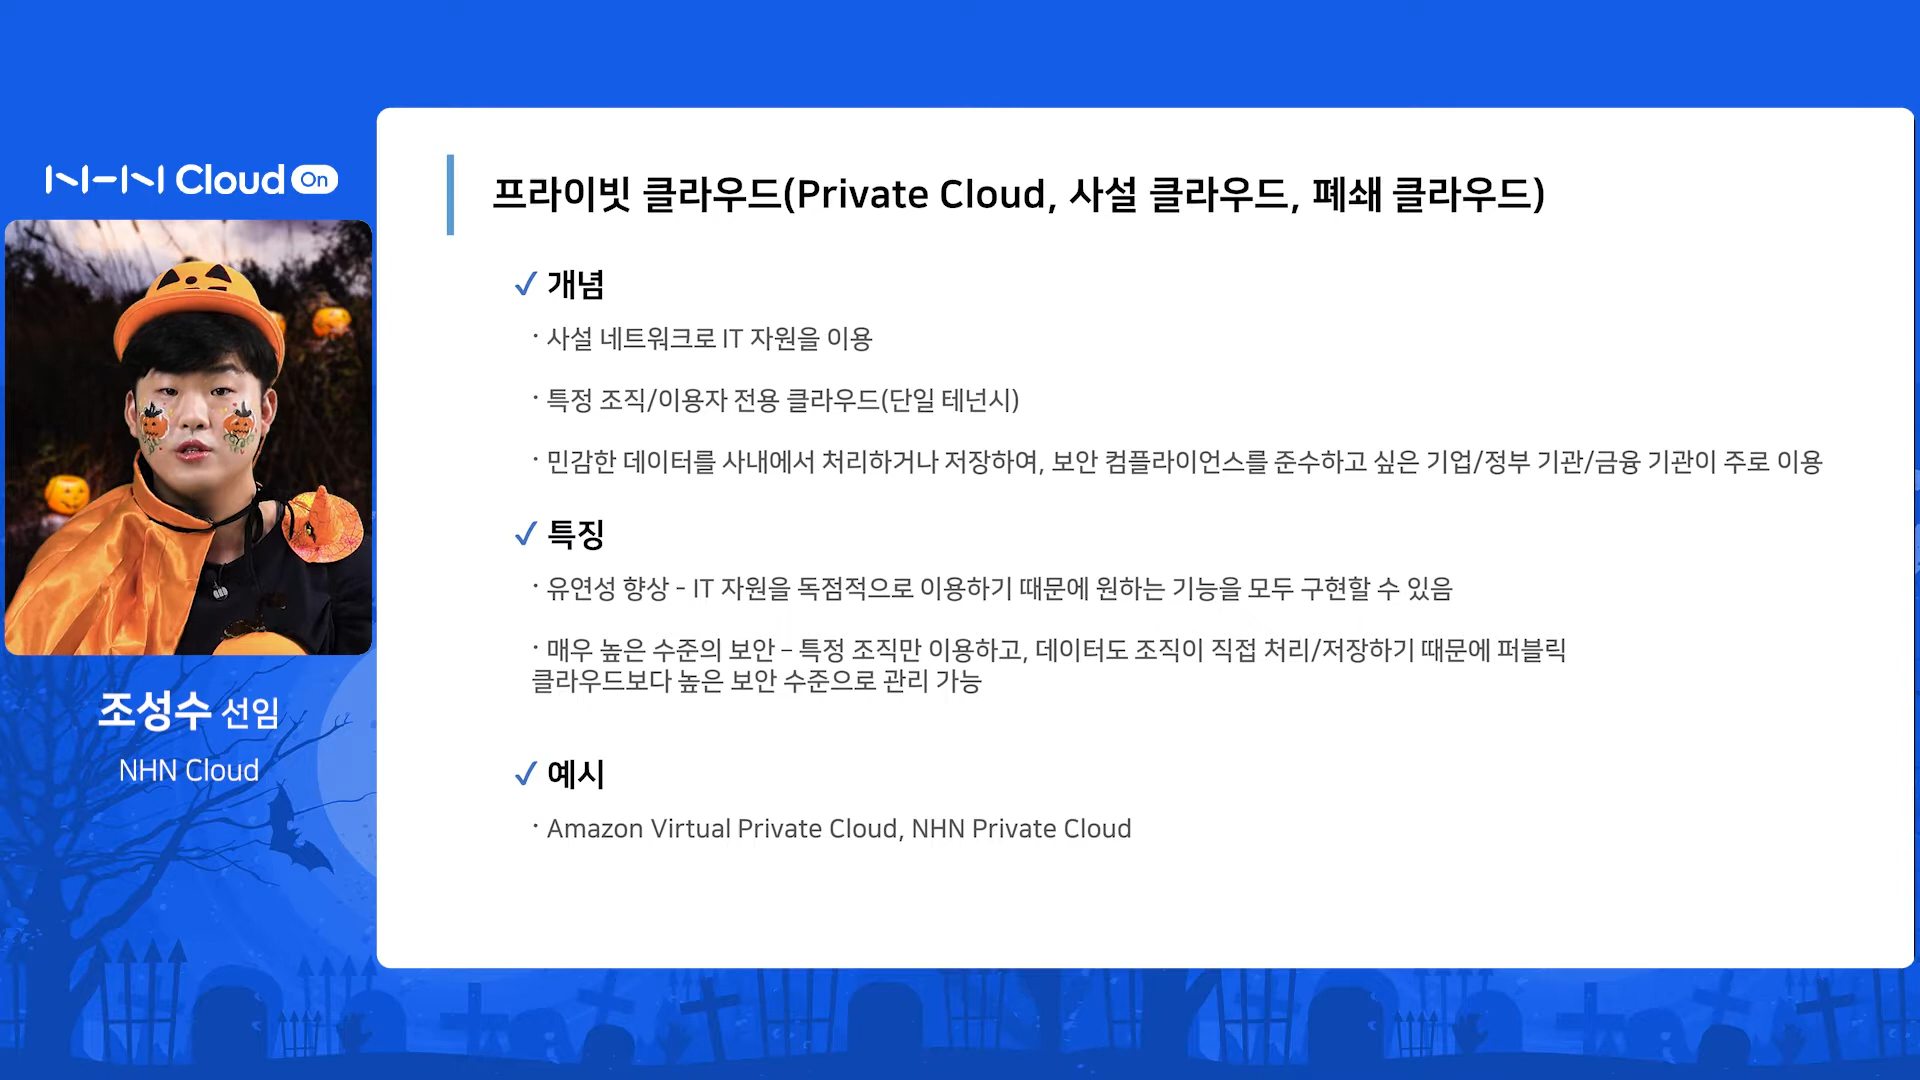 NHN Cloud On
조성수 선임
NHN Cloud
프라이빗 클라우드(Private Cloud, 사설 클라우드, 폐쇄 클라우드)
✓ 개념
· 사설 네트워크로 IT 자원을 이용
· 특정 조직/이용자 전용 클라우드(단일 테넌시)
· 민감한 데이터를 사내에서 처리하거나 저장하여, 보안 컴플라이언스를 준수하고 싶은 기업/정부 기관/금융 기관이 주로 이용
✓ 특징
· 유연성 향상 - IT 자원을 독점적으로 이용하기 때문에 원하는 기능을 모두 구현할 수 있음
· 매우 높은 수준의 보안 – 특정 조직만 이용하고, 데이터도 조직이 직접 처리/저장하기 때문에 퍼블릭
클라우드보다 높은 보안 수준으로 관리 가능
✓ 예시
· Amazon Virtual Private Cloud, NHN Private Cloud